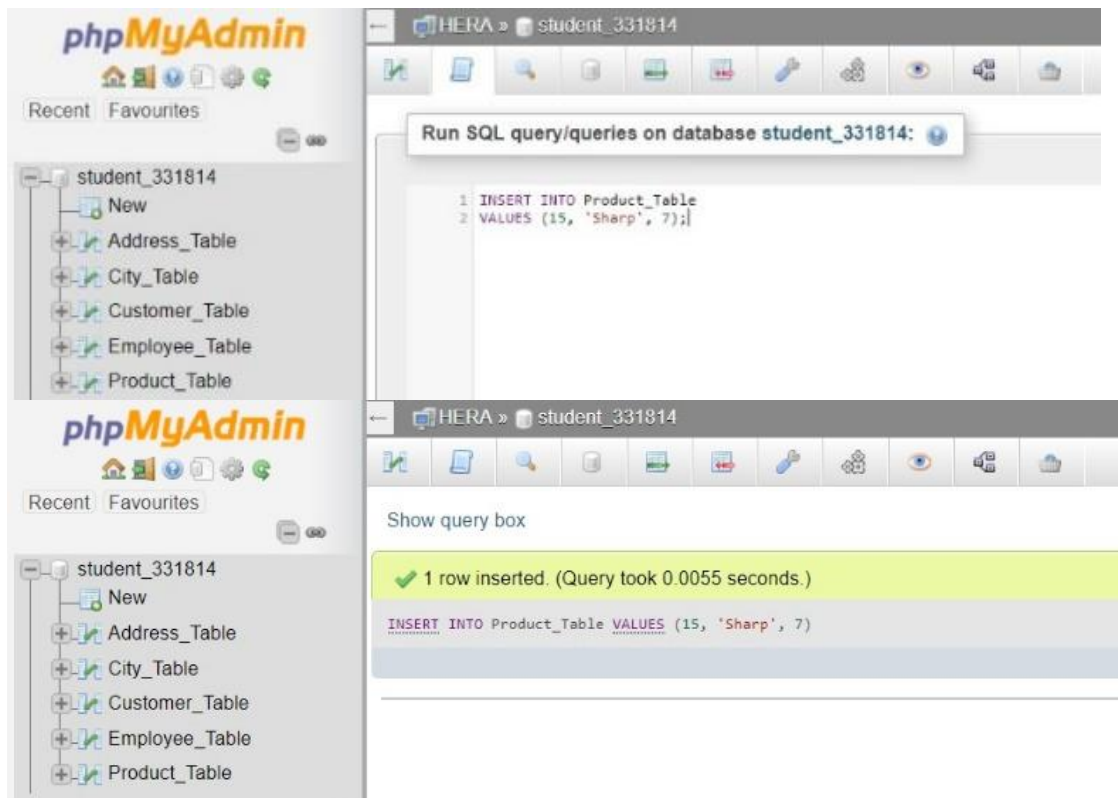 phpMyAdmin
Recent Favourites
student_331814
New
Address_Table
City_Table
Customer_Table
Employee_Table
Product_Table
HERA » student_331814
Run SQL query/queries on database student_331814:
1 INSERT INTO Product_Table
2 VALUES (15, 'Sharp', 7);
phpMyAdmin
Recent Favourites
student_331814
New
Address_Table
City_Table
Customer_Table
Employee_Table
Product_Table
HERA » student_331814
Show query box
1 row inserted. (Query took 0.0055 seconds.)
INSERT INTO Product_Table VALUES (15, 'Sharp', 7)